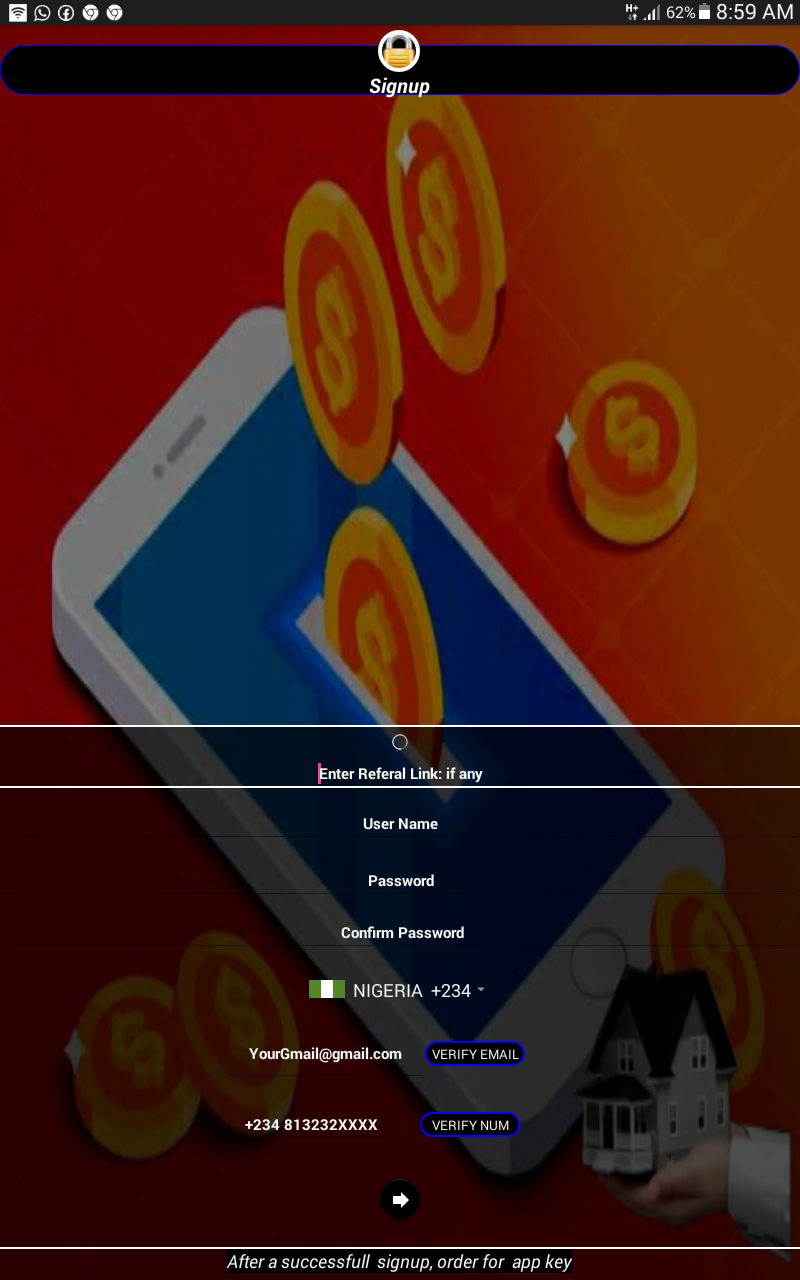 H+ 62% 8:59 AM
Signup
Enter Referal Link: if any
User Name
Password
Confirm Password
NIGERIA +234
YourGmail@gmail.com VERIFY EMAIL
+234 813232XXXX VERIFY NUM
After a successfull signup, order for app key